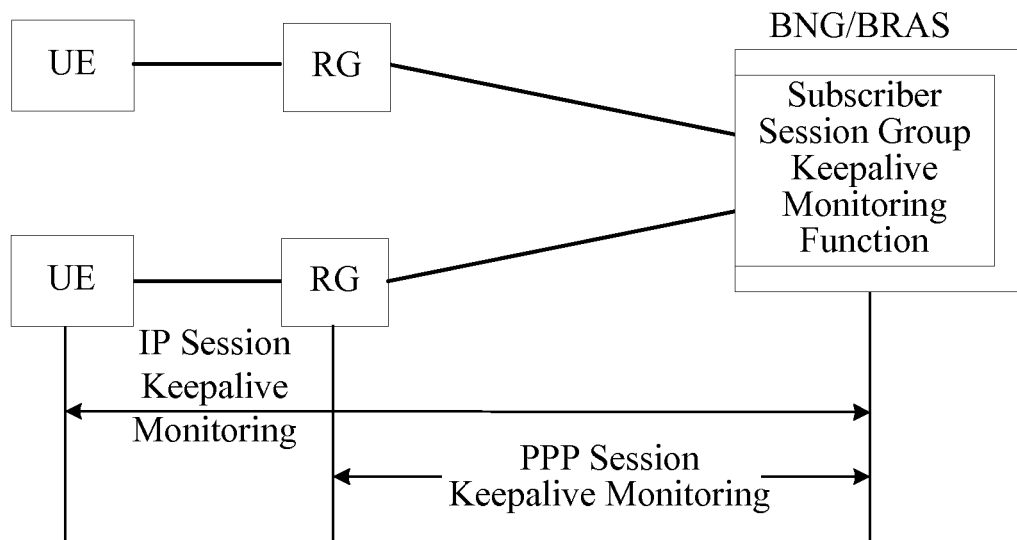 BNG/BRAS
UE
RG
Subscriber
Session Group
Keepalive
Monitoring
Function
UE
RG
IP Session
Keepalive
Monitoring
PPP Session
Keepalive Monitoring